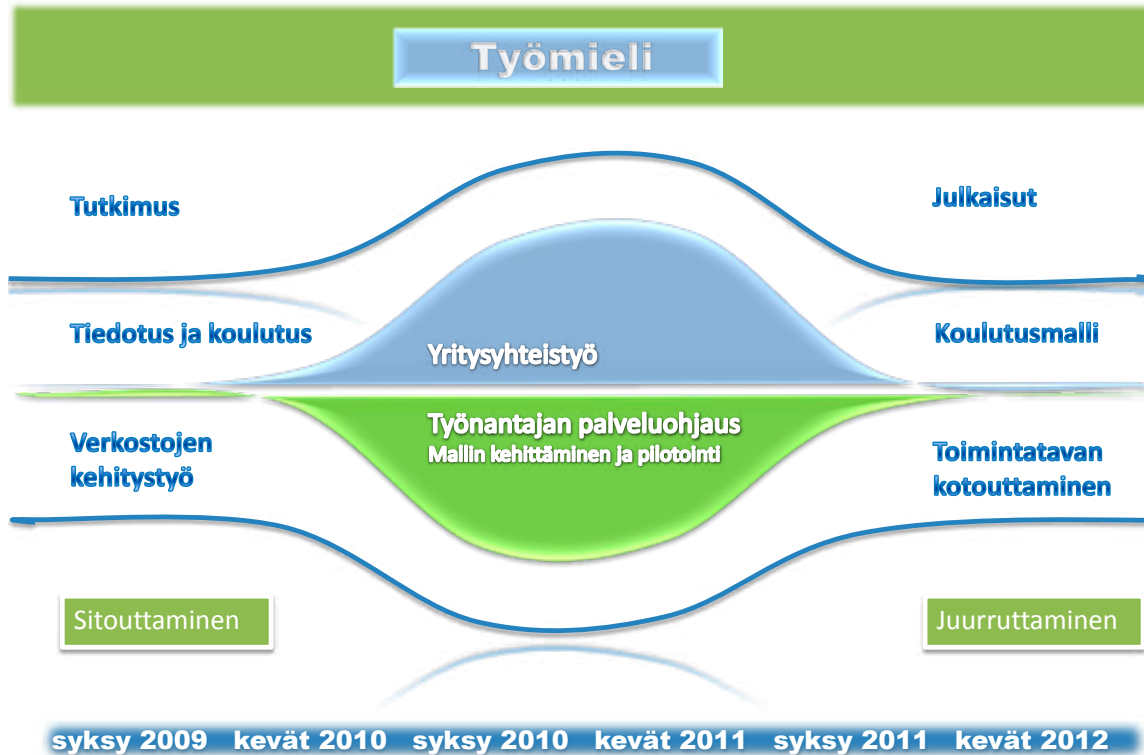 Työmieli
Tutkimus
Julkaisut
Tiedotus ja koulutus
Yritysyhteistyö
Koulutusmalli
Työnantajan palveluohjaus
Mallin kehittäminen ja pilotointi
Verkostojen
kehitystyö
Toimintatavan
kotouttaminen
Sitouttaminen
Juurruttaminen
syksy 2009 kevät 2010 syksy 2010 kevät 2011 syksy 2011 kevät 2012